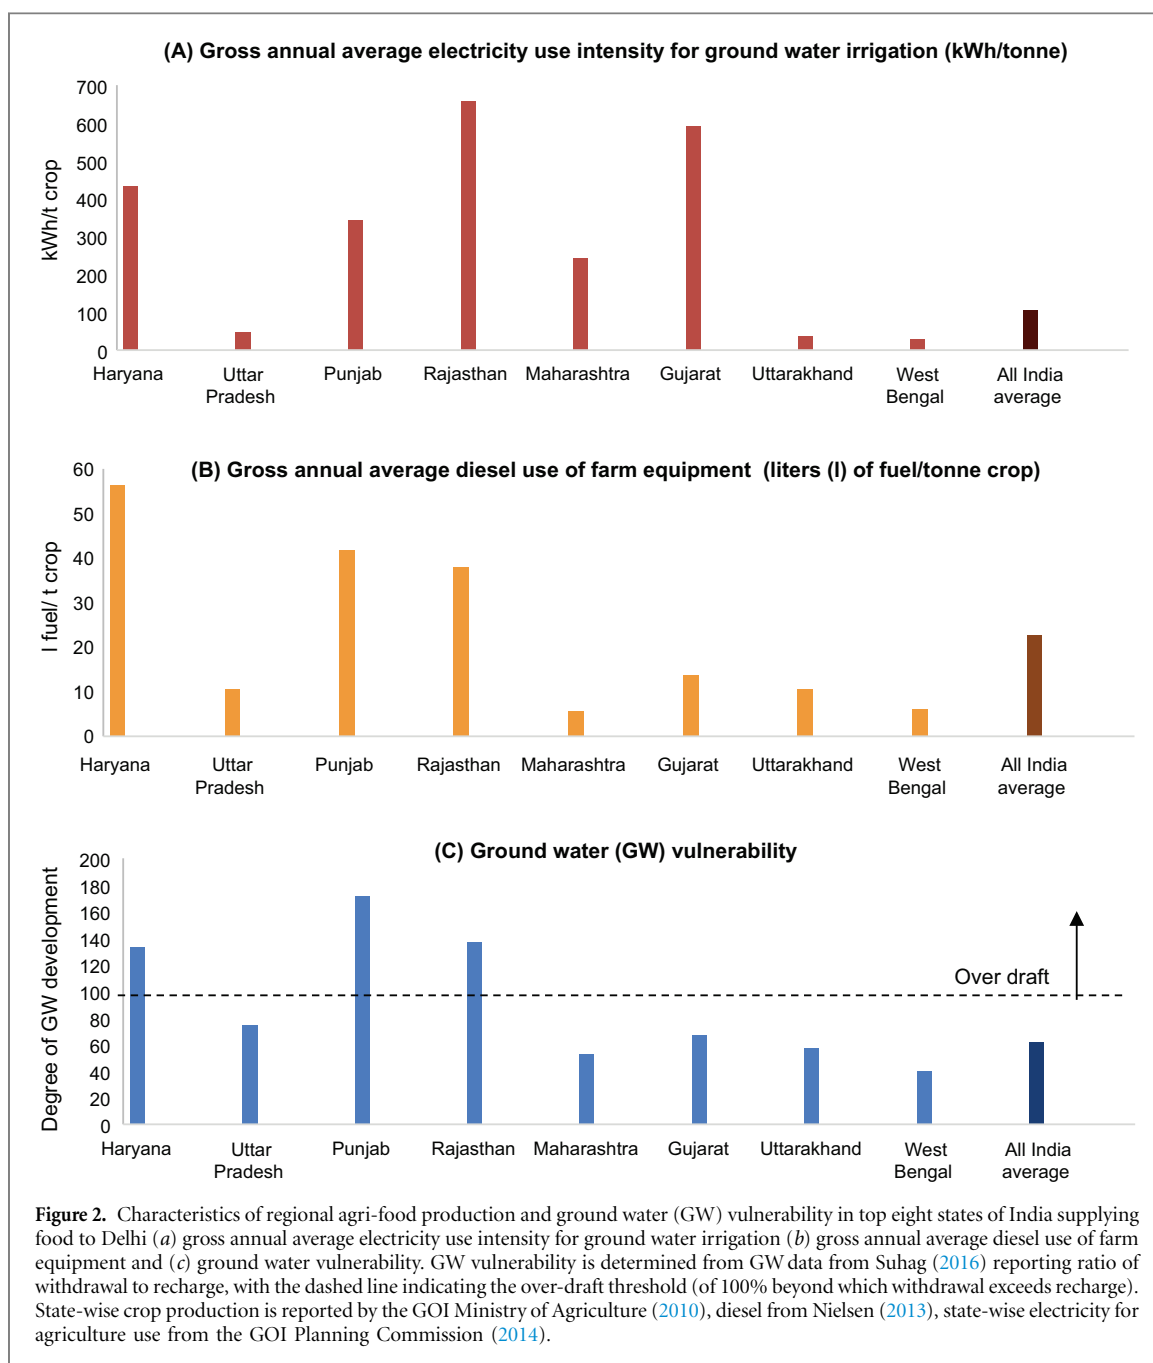 (A) Gross annual average electricity use intensity for ground water irrigation (kWh/tonne)
kWh/t crop
700
600
500
400
300
200
100
0
Haryana
Uttar
Pradesh
Punjab
Rajasthan
Maharashtra
Gujarat
Uttarakhand
West
Bengal
All India
average
(B) Gross annual average diesel use of farm equipment (liters (l) of fuel/tonne crop)
l fuel/ t crop
60
50
40
30
20
10
0
Haryana
Uttar
Pradesh
Punjab
Rajasthan
Maharashtra
Gujarat
Uttarakhand
West
Bengal
All India
average
(C) Ground water (GW) vulnerability
Degree of GW development
200
180
160
140
120
100
80
60
40
20
0
Over draft
Haryana
Uttar
Pradesh
Punjab
Rajasthan
Maharashtra
Gujarat
Uttarakhand
West
Bengal
All India
average
Figure 2. Characteristics of regional agri-food production and ground water (GW) vulnerability in top eight states of India supplying
food to Delhi (a) gross annual average electricity use intensity for ground water irrigation (b) gross annual average diesel use of farm
equipment and (c) ground water vulnerability. GW vulnerability is determined from GW data from Suhag (2016) reporting ratio of
withdrawal to recharge, with the dashed line indicating the over-draft threshold (of 100% beyond which withdrawal exceeds recharge).
State-wise crop production is reported by the GOI Ministry of Agriculture (2010), diesel from Nielsen (2013), state-wise electricity for
agriculture use from the GOI Planning Commission (2014).